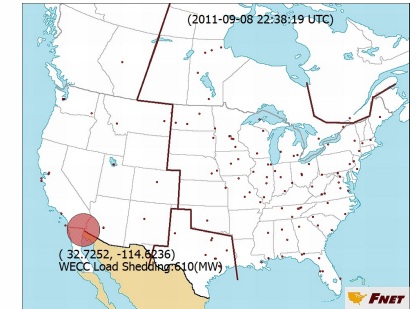 (2011-09-08 22:38:19 UTC)
( 32.7252, -114.6236)
WECC Load Shedding:610(MW)
FNET